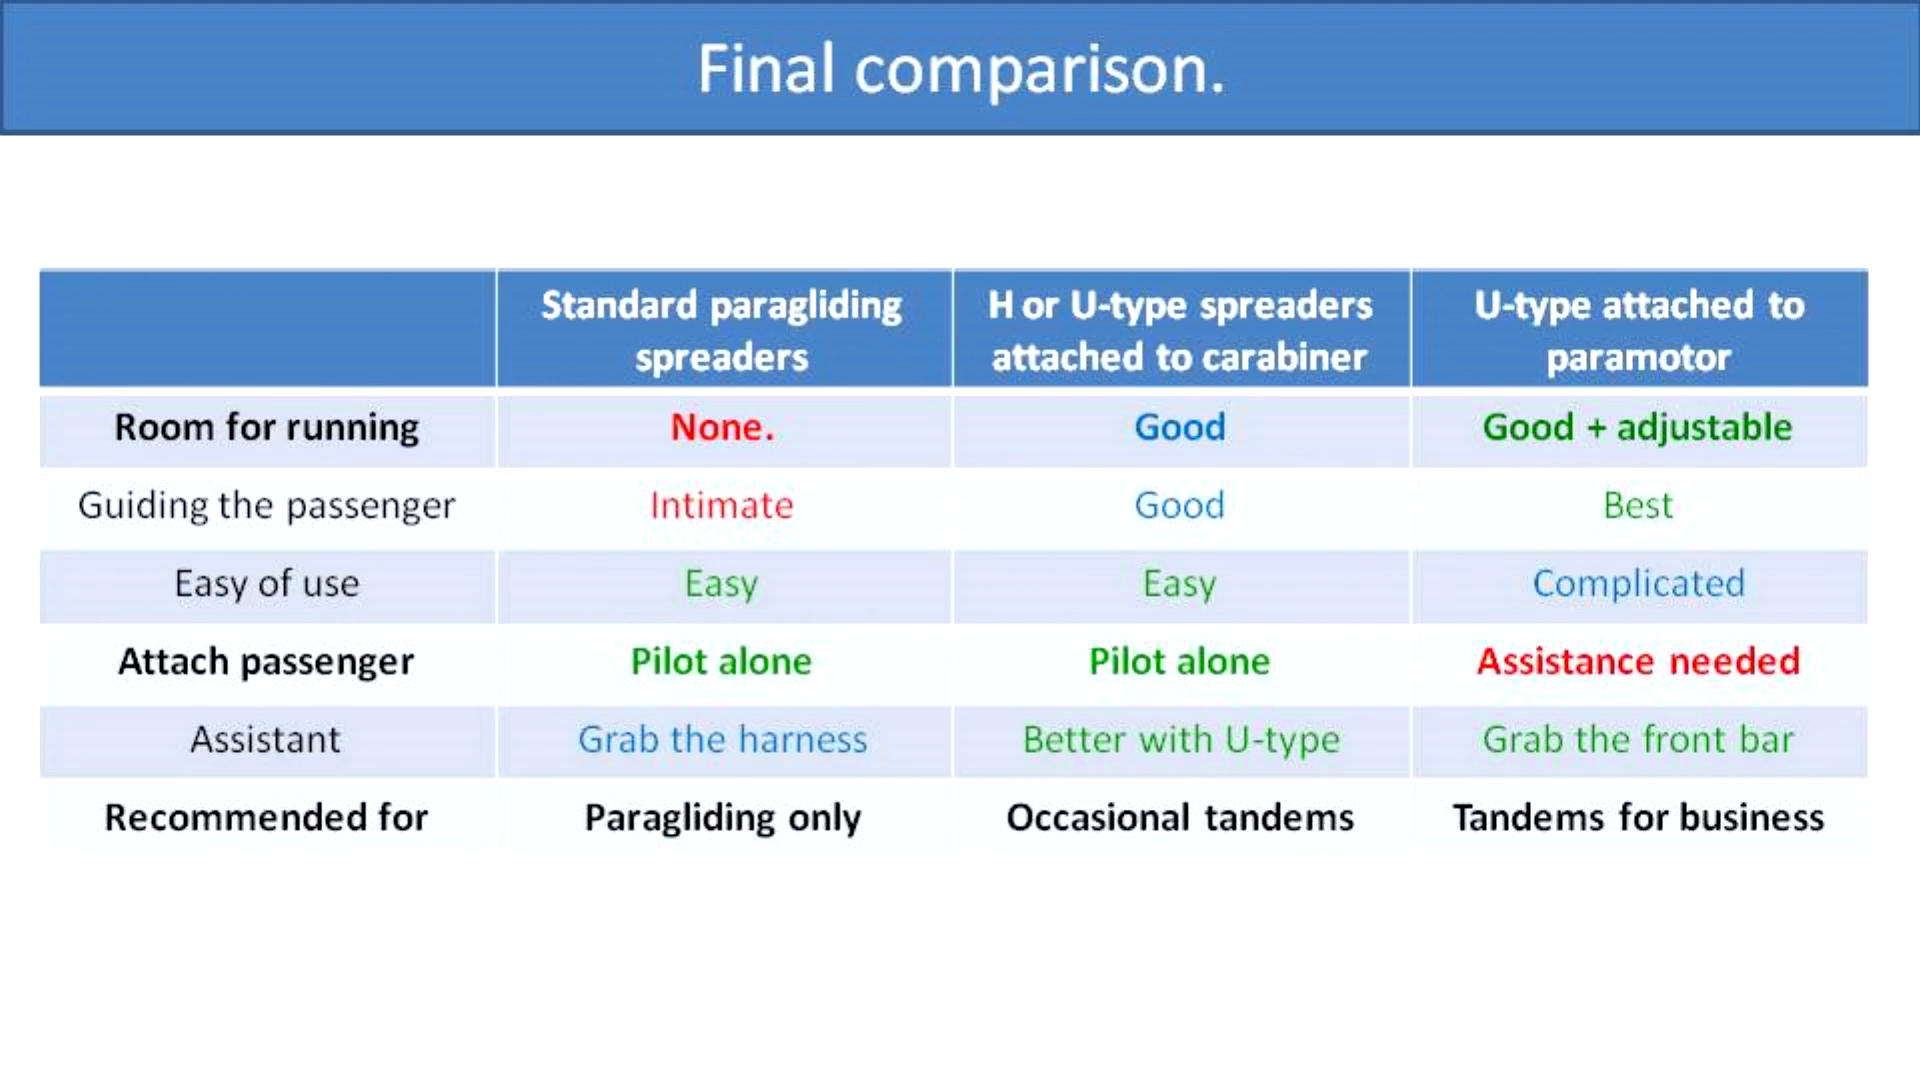 Final comparison.
Standard paragliding spreaders | H or U-type spreaders attached to carabiner | U-type attached to paramotor
Room for running | None. | Good | Good + adjustable
Guiding the passenger | Intimate | Good | Best
Easy of use | Easy | Easy | Complicated
Attach passenger | Pilot alone | Pilot alone | Assistance needed
Assistant | Grab the harness | Better with U-type | Grab the front bar
Recommended for | Paragliding only | Occasional tandems | Tandems for business